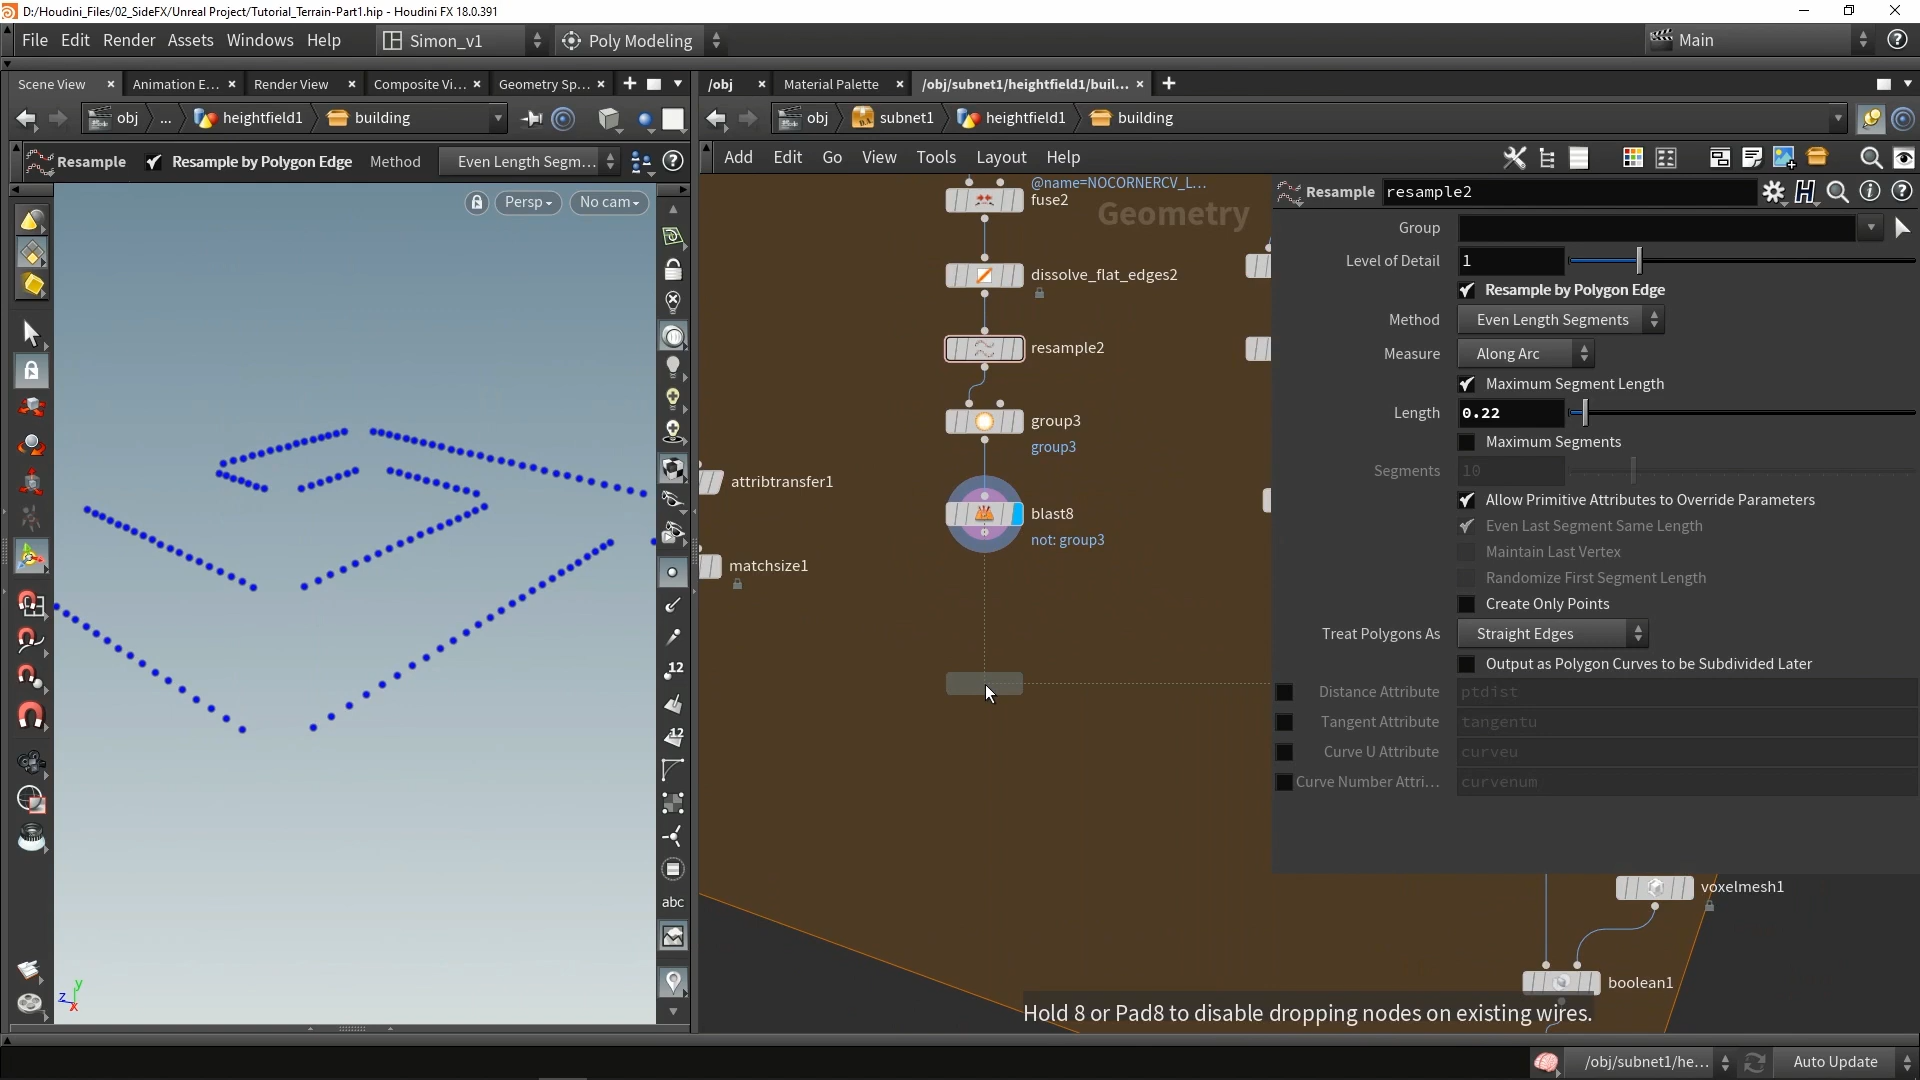 D:/Houdini_Files/02_SideFX/Unreal Project/Tutorial_Terrain-Part1.hip - Houdini FX 18.0.391
File Edit Render Assets Windows Help Simon_v1 Poly Modeling Main
Scene View Animation E... Render View Composite Vi... Geometry Sp...
/obj Material Palette /obj/subnet1/heightfield1/buil...
obj ... heightfield1 building
obj subnet1 heightfield1 building
Resample Resample by Polygon Edge Method Even Length Segm...
Add Edit Go View Tools Layout Help
Persp No cam
@name=NOCORNERCV_L...
fuse2
Geometry
dissolve_flat_edges2
resample2
group3
group3
attribtransfer1
blast8
not: group3
matchsize1
Resample resample2
Group
Level of Detail 1
Resample by Polygon Edge
Method Even Length Segments
Measure Along Arc
Maximum Segment Length
Length 0.22
Maximum Segments
Segments 10
Allow Primitive Attributes to Override Parameters
Even Last Segment Same Length
Maintain Last Vertex
Randomize First Segment Length
Create Only Points
Treat Polygons As Straight Edges
Output as Polygon Curves to be Subdivided Later
Distance Attribute ptdist
Tangent Attribute tangentu
Curve U Attribute curveu
Curve Number Attri... curvenum
12
12
abc
y
z
x
voxelmesh1
boolean1
Hold 8 or Pad8 to disable dropping nodes on existing wires.
/obj/subnet1/he... Auto Update